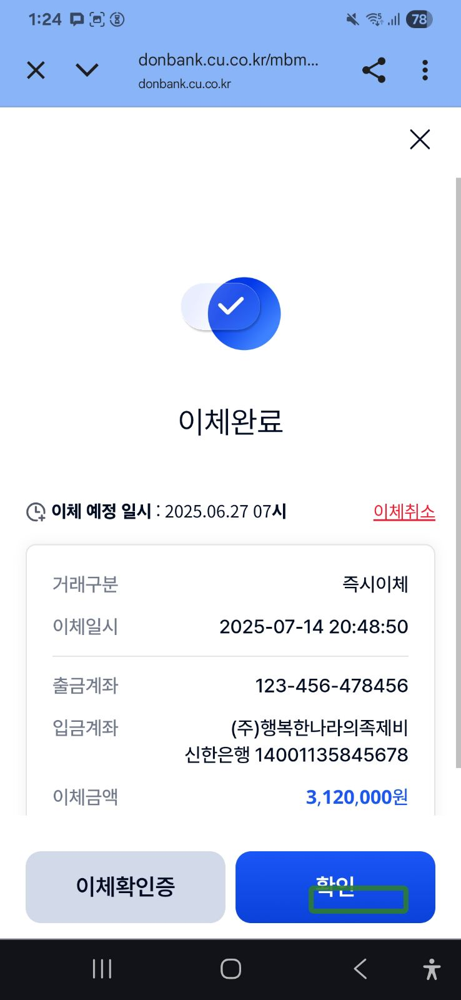 1:24
5
78
donbank.cu.co.kr/mbm...
donbank.cu.co.kr
이체완료
이체 예정 일시 : 2025.06.27 07시
이체취소
거래구분 즉시이체
이체일시 2025-07-14 20:48:50
출금계좌 123-456-478456
입금계좌 (주)행복한나라의족제비
신한은행 14001135845678
이체금액 3,120,000원
이체확인증 확인